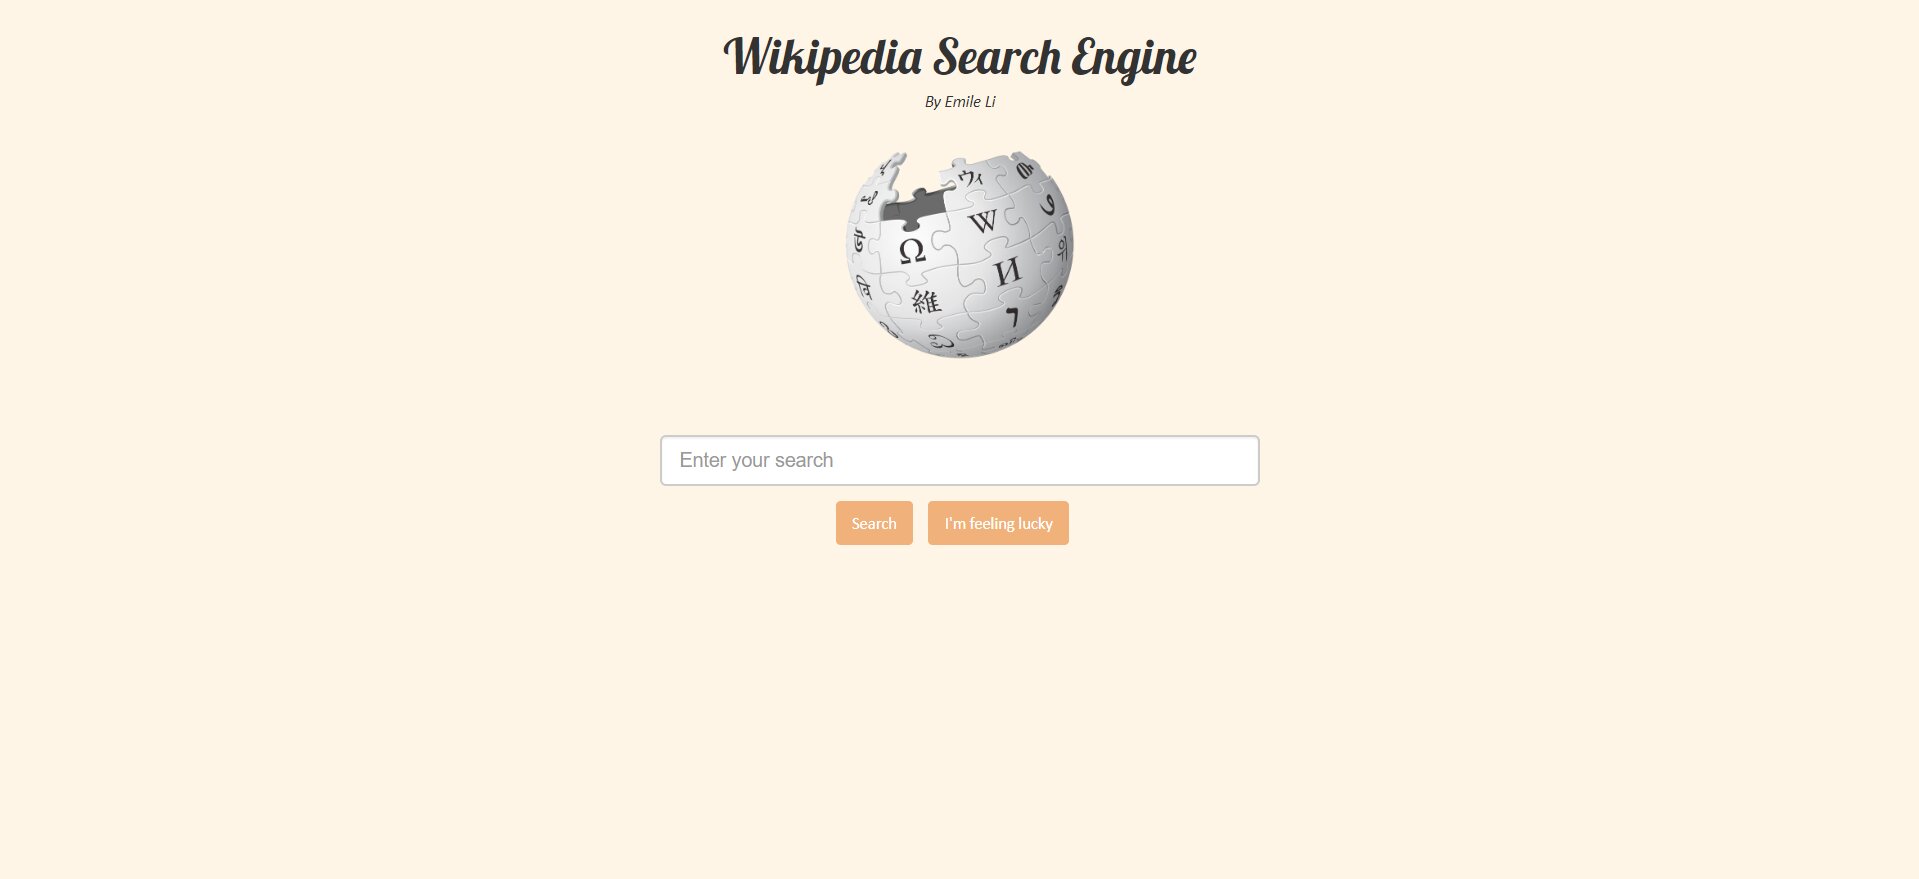 Wikipedia Search Engine
By Emile Li
ウィ
W
Ω
И
維
ו
Enter your search
Search
I'm feeling lucky